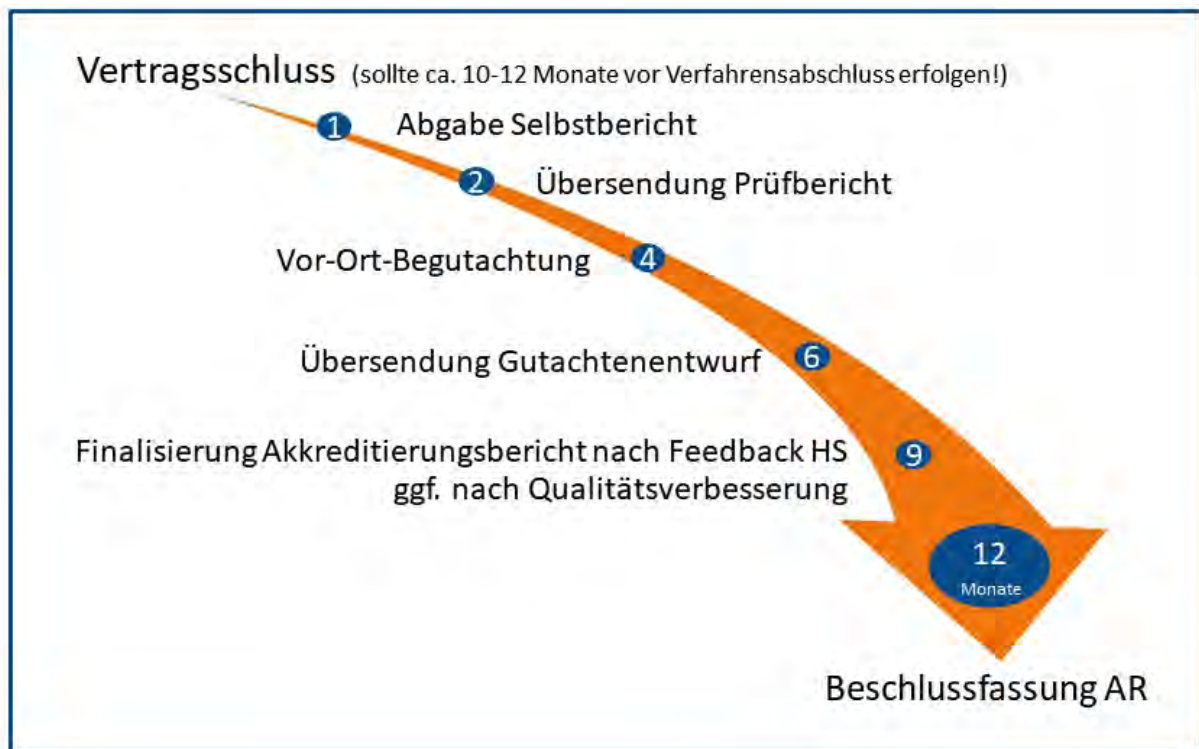 Vertragsschluss (sollte ca. 10-12 Monate vor Verfahrensabschluss erfolgen!)
1 Abgabe Selbstbericht
2 Übersendung Prüfbericht
Vor-Ort-Begutachtung 4
Übersendung Gutachtenentwurf 6
Finalisierung Akkreditierungsbericht nach Feedback HS 9
ggf. nach Qualitätsverbesserung
12
Monate
Beschlussfassung AR